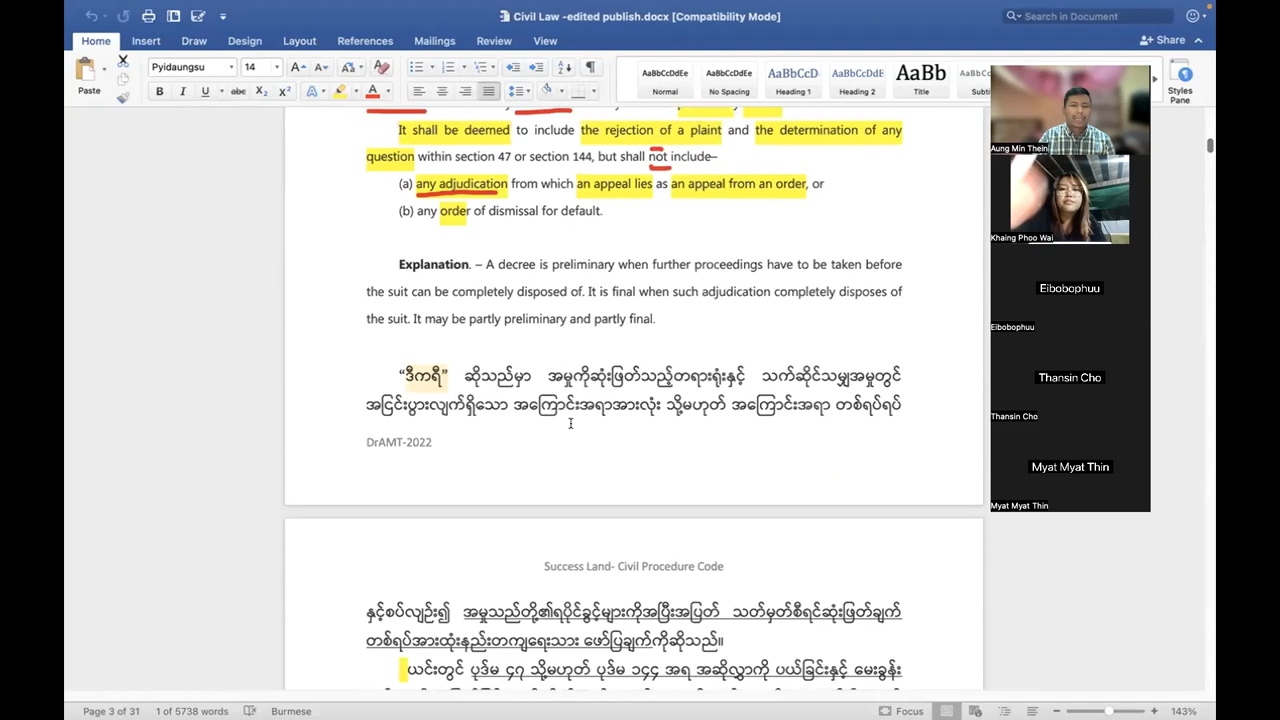 Civil Law -edited publish.docx [Compatibility Mode]
Search in Document
Home Insert Draw Design Layout References Mailings Review View
Share
Paste
Pyidaungsu 14
AaBbCcDdEe AaBbCcDdEe AaBbCcD AaBbCcDdE AaBb AaBbCcDdEe
Normal No Spacing Heading 1 Heading 2 Title Subti
Styles
Pane
It shall be deemed to include the rejection of a plaint and the determination of any
question within section 47 or section 144, but shall not include–
(a) any adjudication from which an appeal lies as an appeal from an order, or
(b) any order of dismissal for default.
Explanation. – A decree is preliminary when further proceedings have to be taken before
the suit can be completely disposed of. It is final when such adjudication completely disposes of
the suit. It may be partly preliminary and partly final.
“ဒီကရီ” ဆိုသည်မှာ အမှုကိုဆုံးဖြတ်သည့်တရားရုံးနှင့် သက်ဆိုင်သမျှအမှုတွင်
အငြင်းပွားလျက်ရှိသော အကြောင်းအရာအားလုံး သို့မဟုတ် အကြောင်းအရာ တစ်ရပ်ရပ်
DrAMT-2022
Success Land- Civil Procedure Code
နှင့်စပ်လျဉ်း၍ အမှုသည်တို့၏ရပိုင်ခွင့်များကိုအပြီးအပြတ် သတ်မှတ်စီရင်ဆုံးဖြတ်ချက်
တစ်ရပ်အားထုံးနည်းတကျရေးသား ဖော်ပြချက်ကိုဆိုသည်။
ယင်းတွင် ပုဒ်မ ၄၇ သို့မဟုတ် ပုဒ်မ ၁၄၄ အရ အဆိုလွှာကို ပယ်ခြင်းနှင့် မေးခွန်း
Aung Min Thein
Khaing Phoo Wai
Eibobophuu
Eibobophuu
Thansin Cho
Thansin Cho
Myat Myat Thin
Myat Myat Thin
Page 3 of 31 1 of 5738 words Burmese Focus 143%